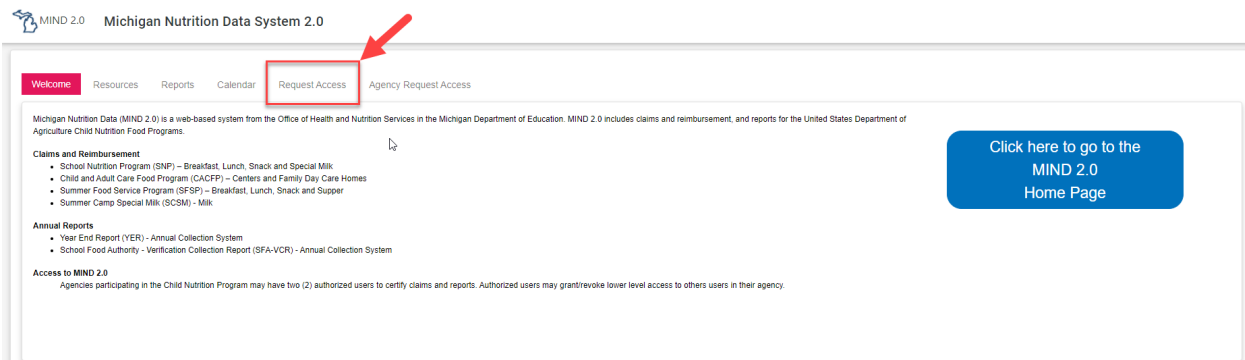 MIND 2.0 Michigan Nutrition Data System 2.0
Welcome Resources Reports Calendar Request Access Agency Request Access
Michigan Nutrition Data (MIND 2.0) is a web-based system from the Office of Health and Nutrition Services in the Michigan Department of Education. MIND 2.0 includes claims and reimbursement, and reports for the United States Department of
Agriculture Child Nutrition Food Programs.
Claims and Reimbursement
• School Nutrition Program (SNP) – Breakfast, Lunch, Snack and Special Milk
• Child and Adult Care Food Program (CACFP) – Centers and Family Day Care Homes
• Summer Food Service Program (SFSP) – Breakfast, Lunch, Snack and Supper
• Summer Camp Special Milk (SCSM) - Milk
Annual Reports
• Year End Report (YER) - Annual Collection System
• School Food Authority - Verification Collection Report (SFA-VCR) - Annual Collection System
Access to MIND 2.0
Agencies participating in the Child Nutrition Program may have two (2) authorized users to certify claims and reports. Authorized users may grant/revoke lower level access to others users in their agency.
Click here to go to the
MIND 2.0
Home Page